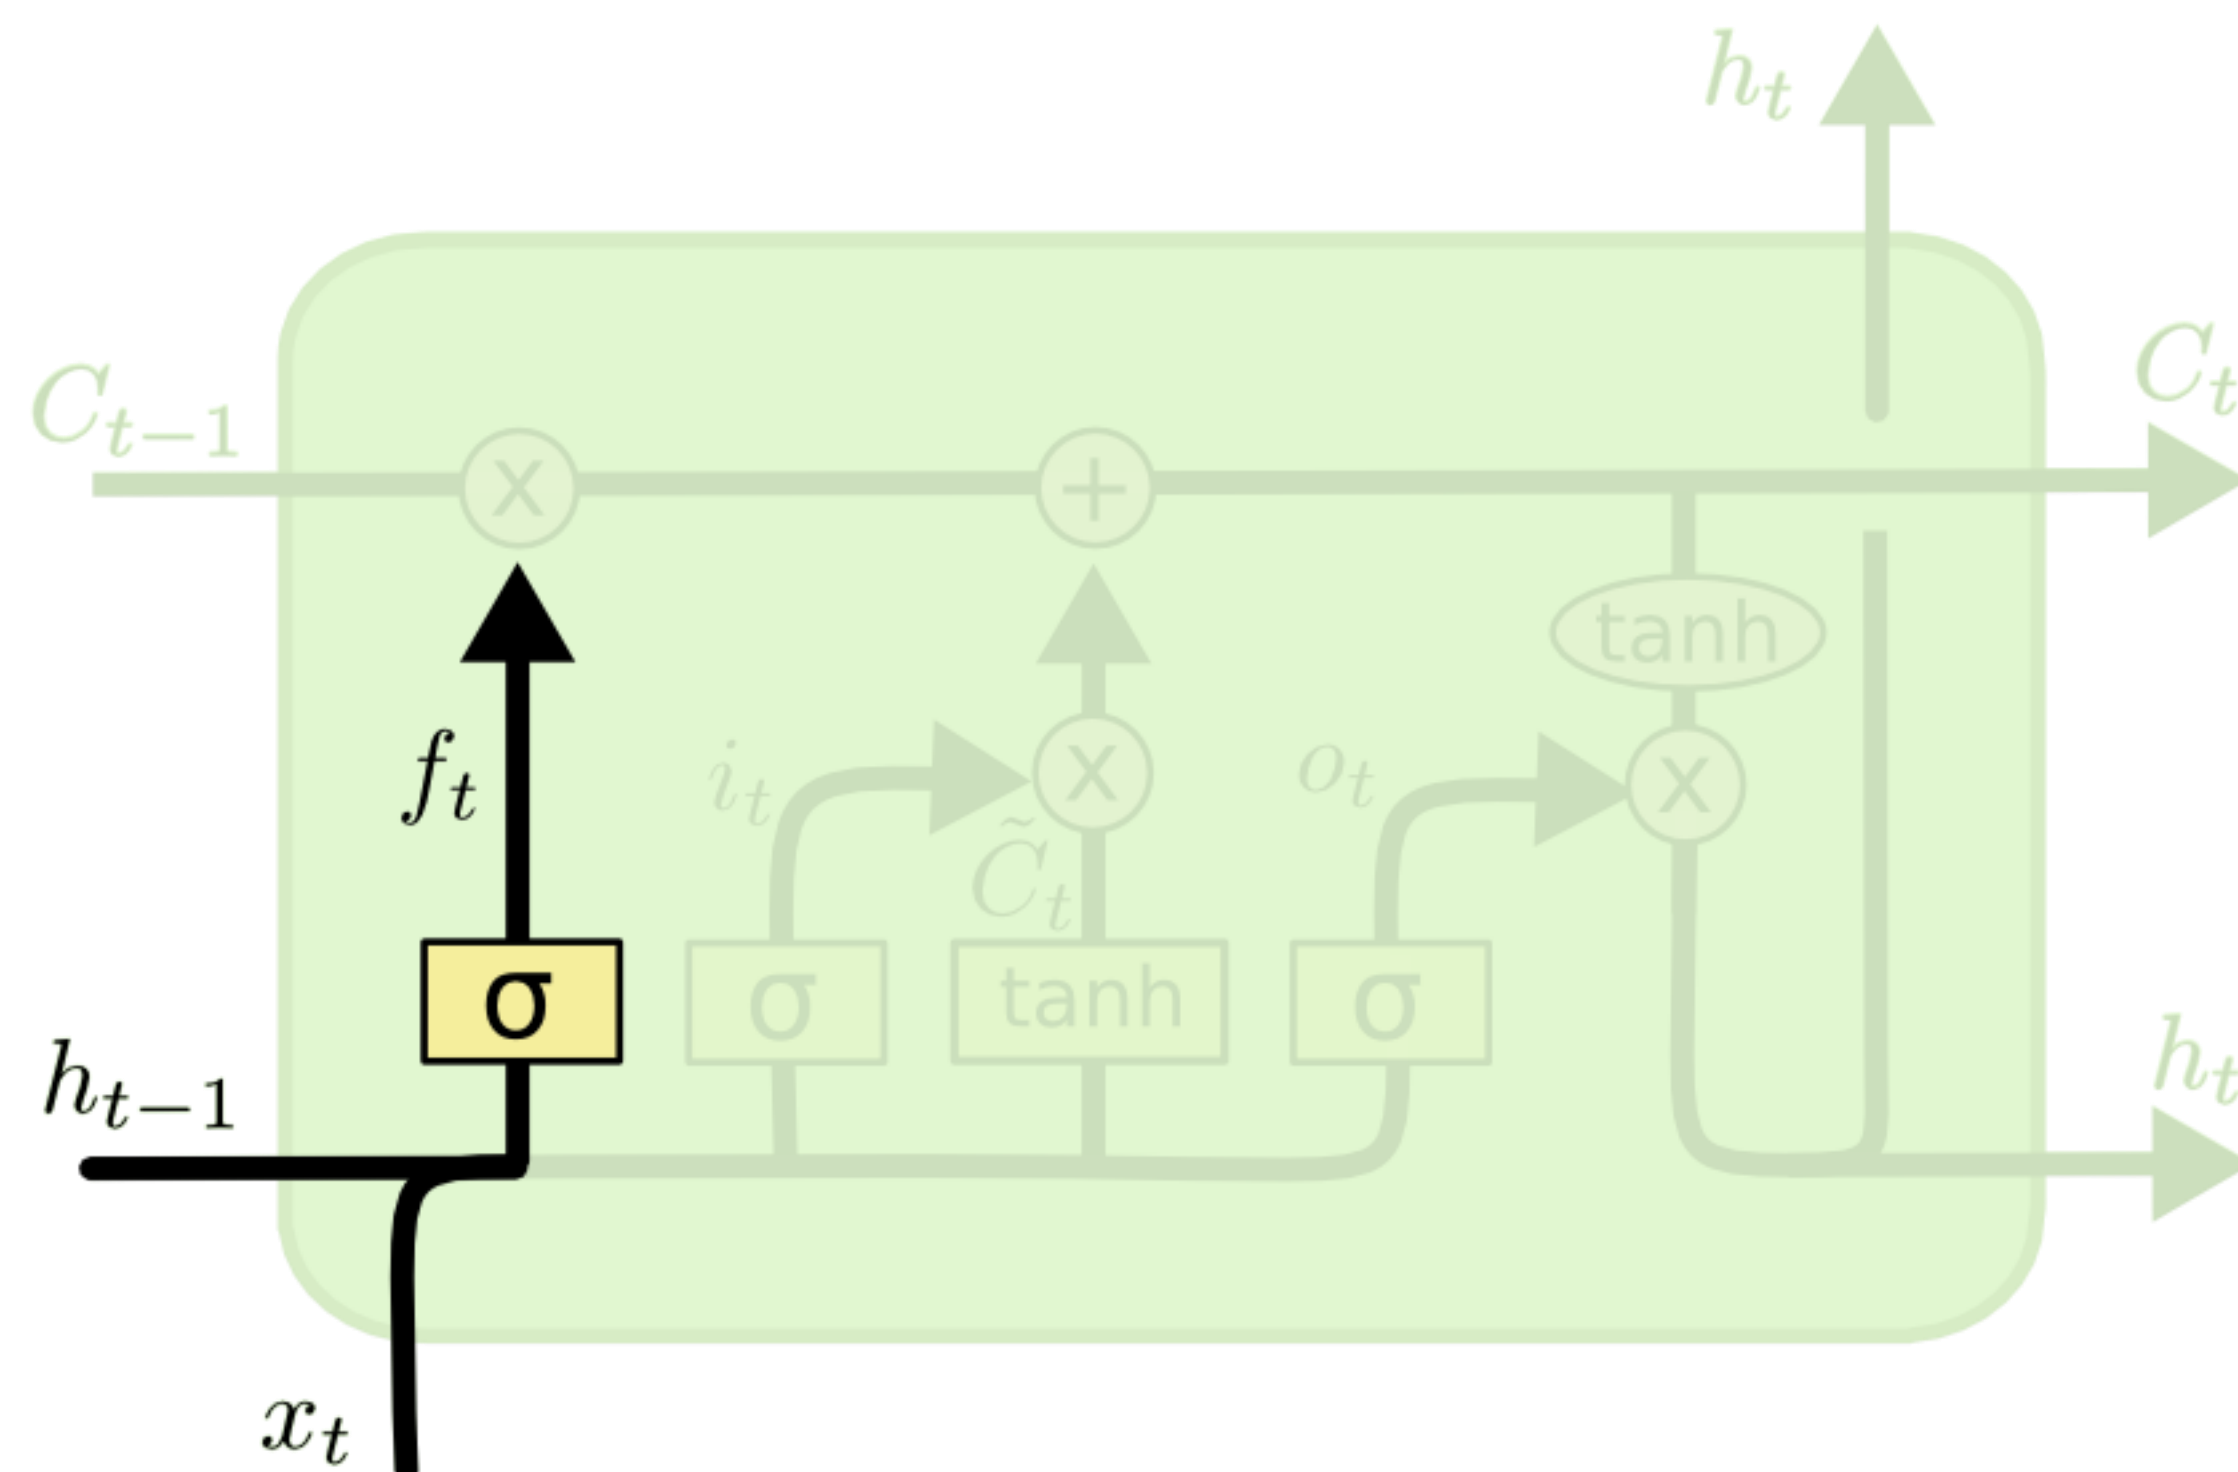 h_t
C_{t-1}
C_t
x
+
tanh
f_t
i_t
x
o_t
x
C̃_t
σ
σ
tanh
σ
h_{t-1}
h_t
x_t